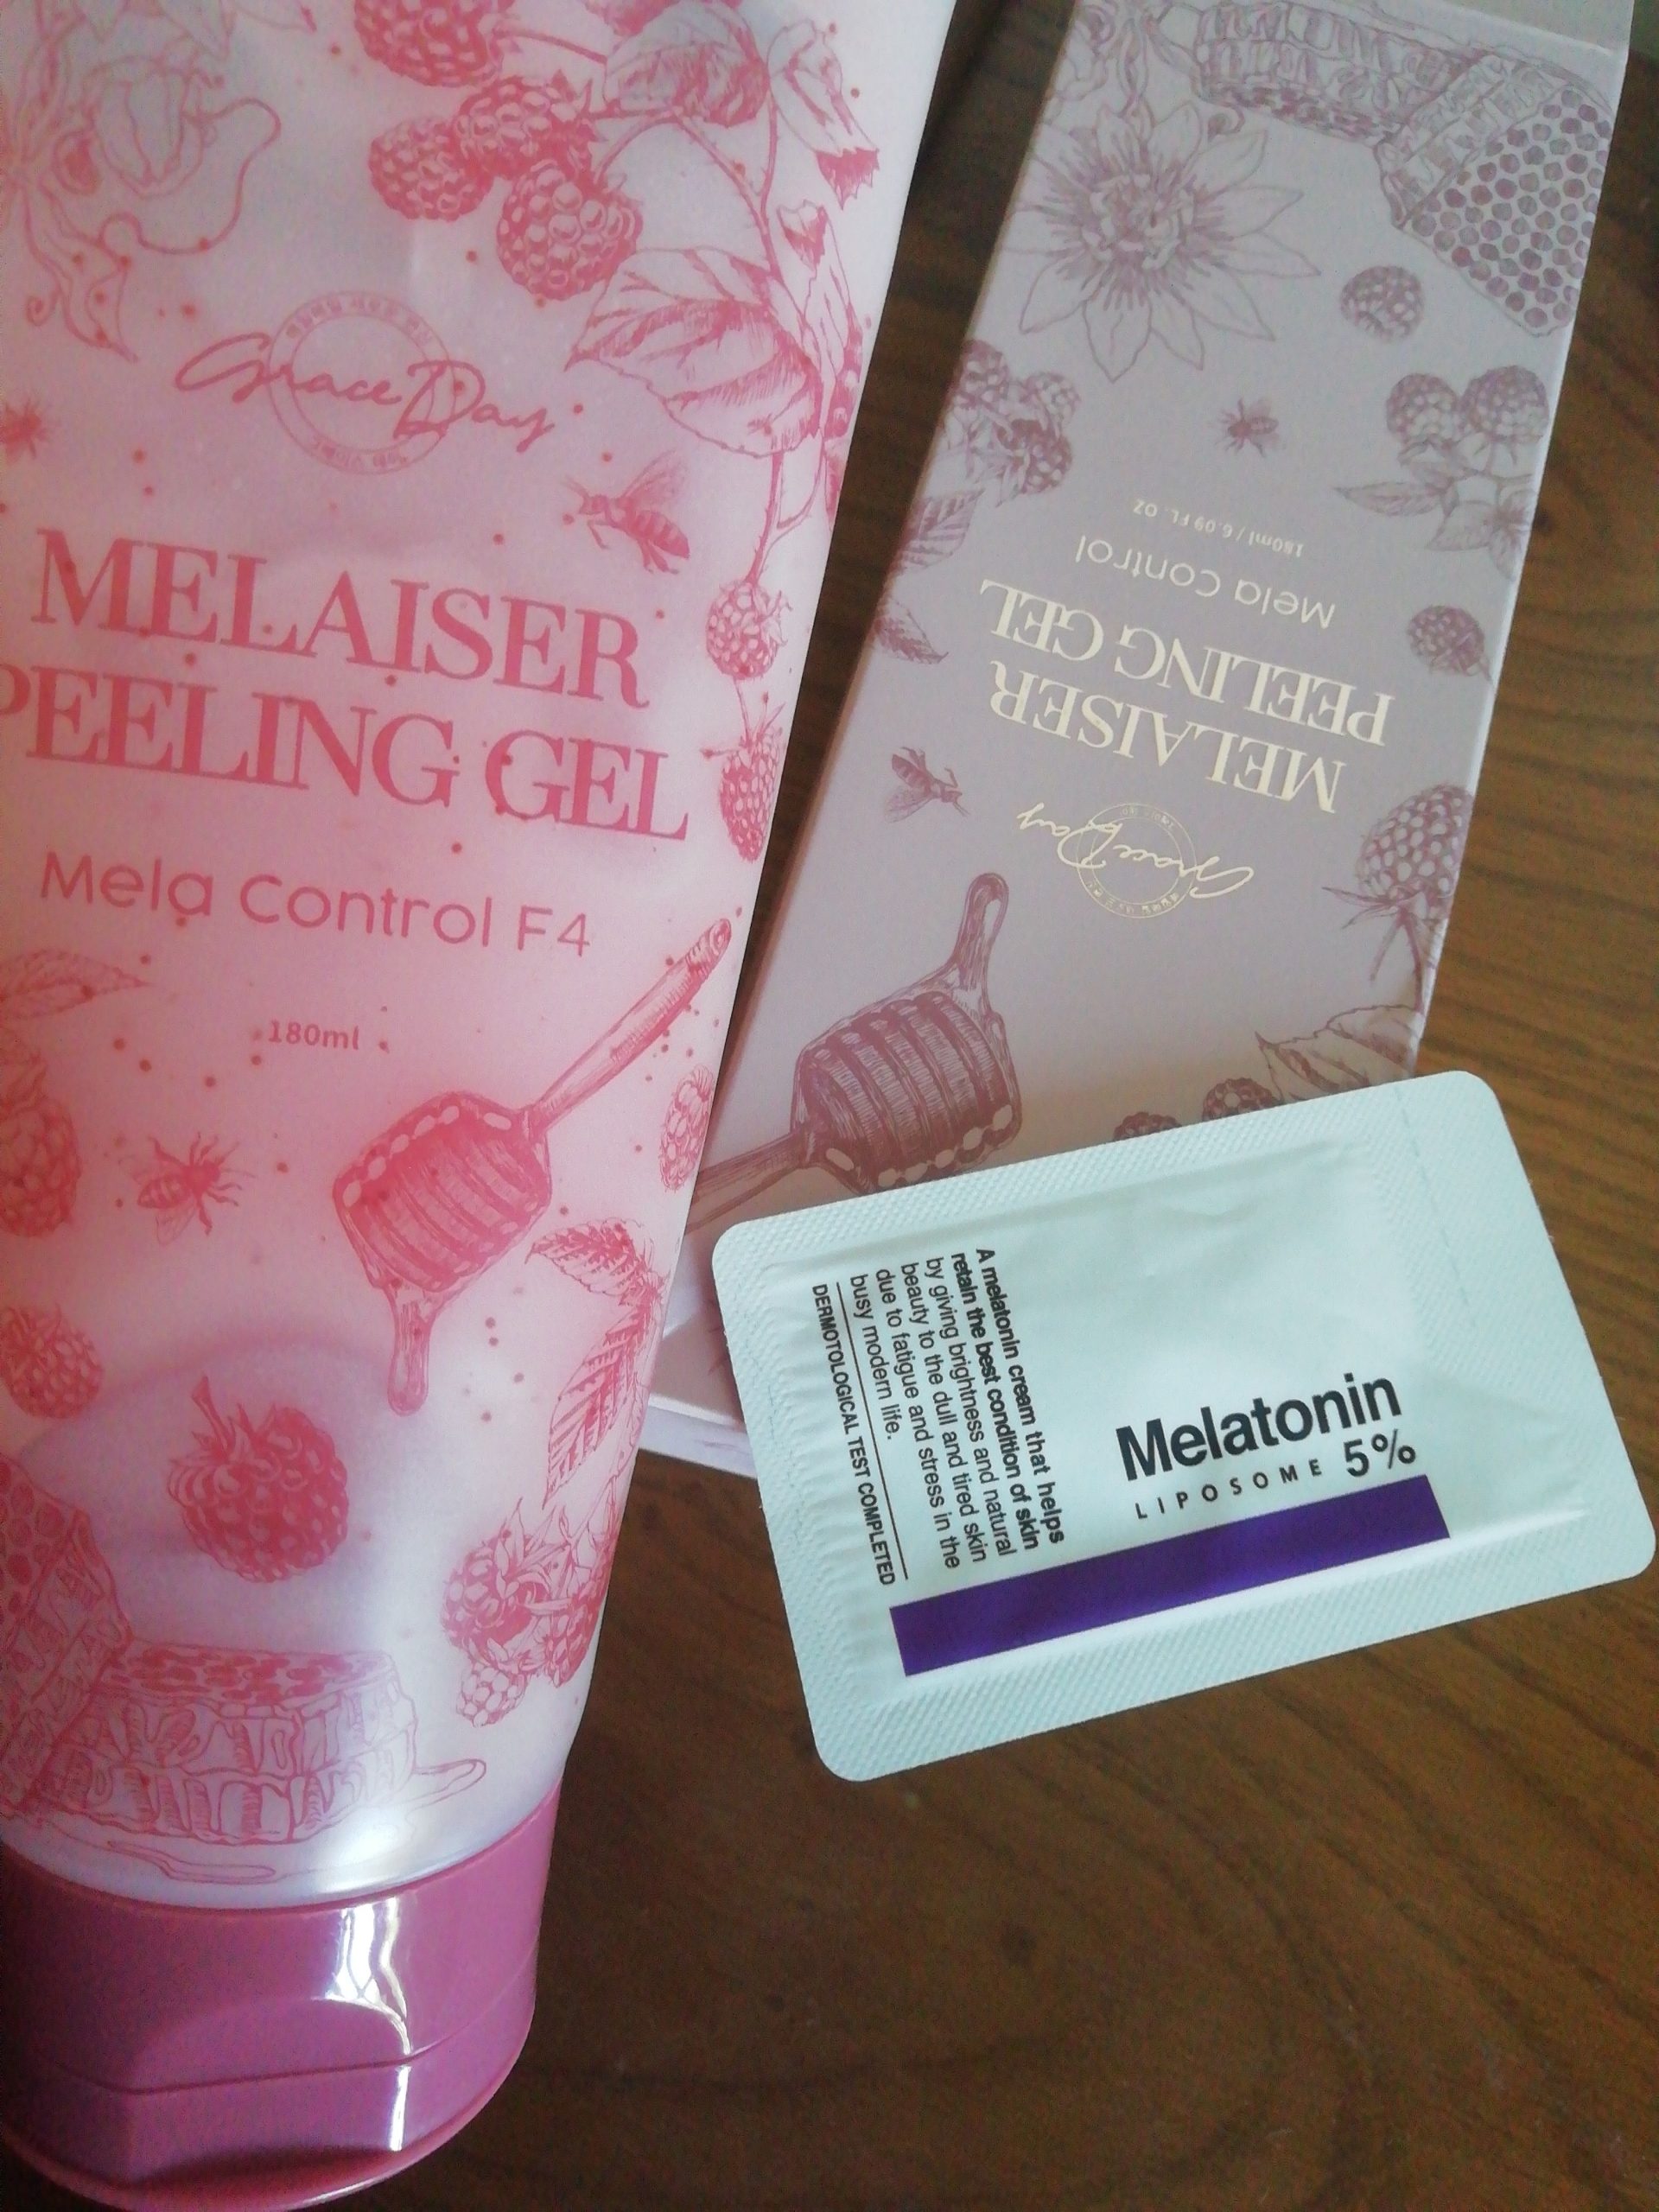 Grace Day
MELAISER
PEELING GEL
Mela Control F4
180ml
Grace Day
MELAISER
PEELING GEL
Mela Control
180ml / 6.09 FL. OZ
Melatonin
LIPOSOME 5%
A melatonin cream that helps
retain the best condition of skin
by giving brightness and natural
beauty to the dull and tired skin
due to fatigue and stress in the
busy modern life.
DERMOTOLOGICAL TEST COMPLETED